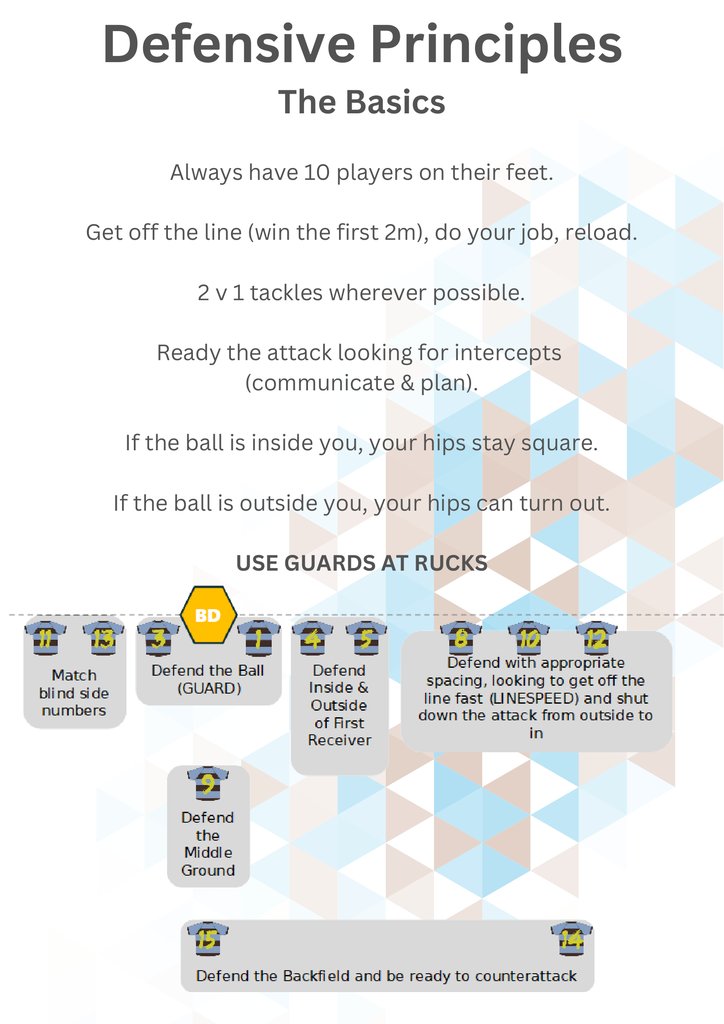 Defensive Principles
The Basics
Always have 10 players on their feet.
Get off the line (win the first 2m), do your job, reload.
2 v 1 tackles wherever possible.
Ready the attack looking for intercepts
(communicate & plan).
If the ball is inside you, your hips stay square.
If the ball is outside you, your hips can turn out.
USE GUARDS AT RUCKS
BD
11 13 3 1 4 5 8 10 12
Match
blind side
numbers
Defend the Ball
(GUARD)
Defend
Inside &
Outside
of First
Receiver
Defend with appropriate
spacing, looking to get off the
line fast (LINESPEED) and shut
down the attack from outside to
in
9
Defend
the
Middle
Ground
15 14
Defend the Backfield and be ready to counterattack